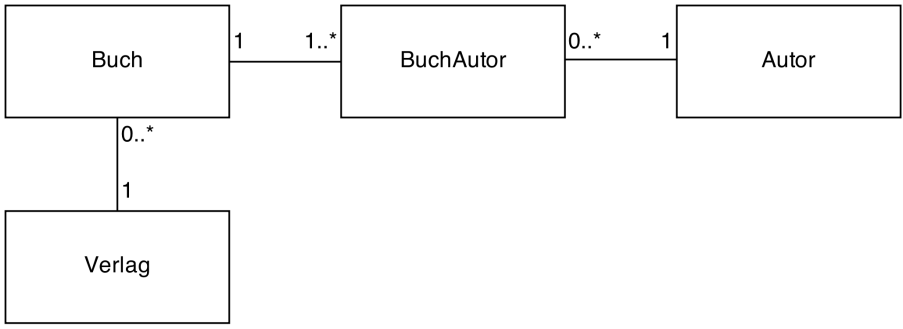 Buch
1
1..*
BuchAutor
0..*
1
Autor
0..*
1
Verlag